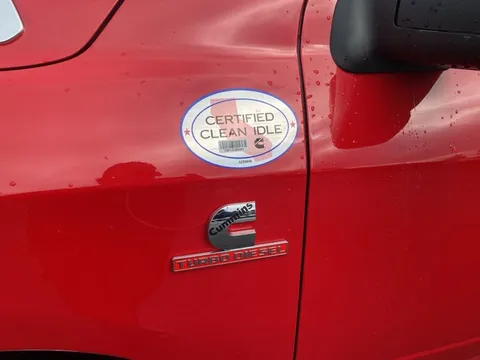 CERTIFIED
CLEAN IDLE
Cummins
TURBO DIESEL